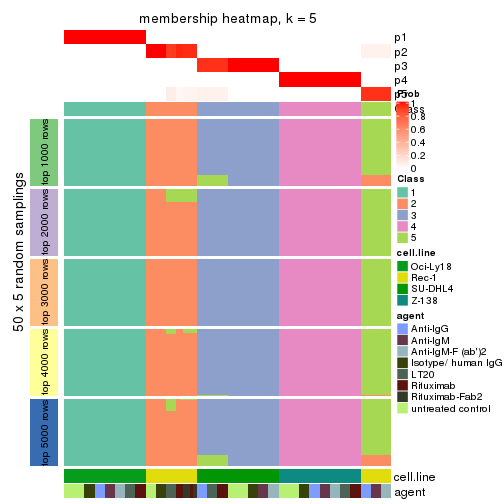 membership heatmap, k = 5
p1
p2
p3
p4
p5
Class
50 x 5 random samplings
top 1000 rows
top 2000 rows
top 3000 rows
top 4000 rows
top 5000 rows
cell.line
agent
Prob
1
0.8
0.6
0.4
0.2
0
Class
1
2
3
4
5
cell.line
Oci-Ly18
Rec-1
SU-DHL4
Z-138
agent
Anti-IgG
Anti-IgM
Anti-IgM-F (ab')2
Isotype/ human IgG
LT20
Rituximab
Rituximab-Fab2
untreated control